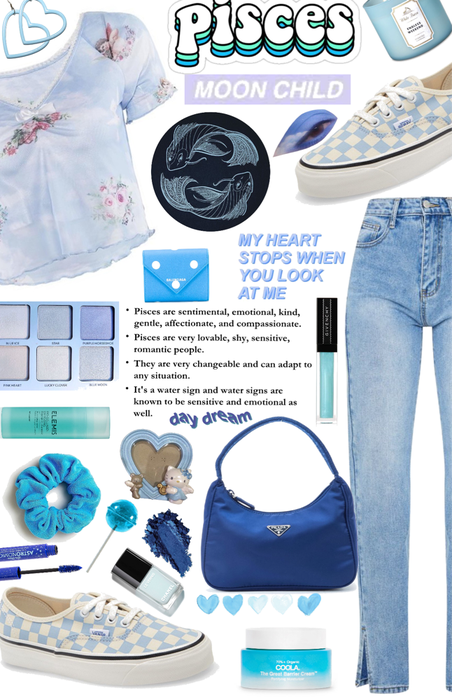 pisces
MOON CHILD
MY HEART
STOPS WHEN
YOU LOOK
AT ME
GIVENCHY
• Pisces are sentimental, emotional, kind,
gentle, affectionate, and compassionate.
• Pisces are very lovable, shy, sensitive,
romantic people.
• They are very changeable and can adapt to
any situation.
• It's a water sign and water signs are
known to be sensitive and emotional as
well.
day dream
ELEMIS
PRADA
CHANEL
COOLA.